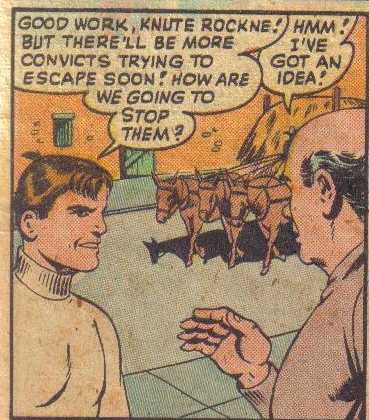 GOOD WORK, KNUTE ROCKNE!
BUT THERE'LL BE MORE
CONVICTS TRYING TO
ESCAPE SOON! HOW ARE
WE GOING TO
STOP
THEM?
HMM!
I'VE
GOT AN
IDEA!